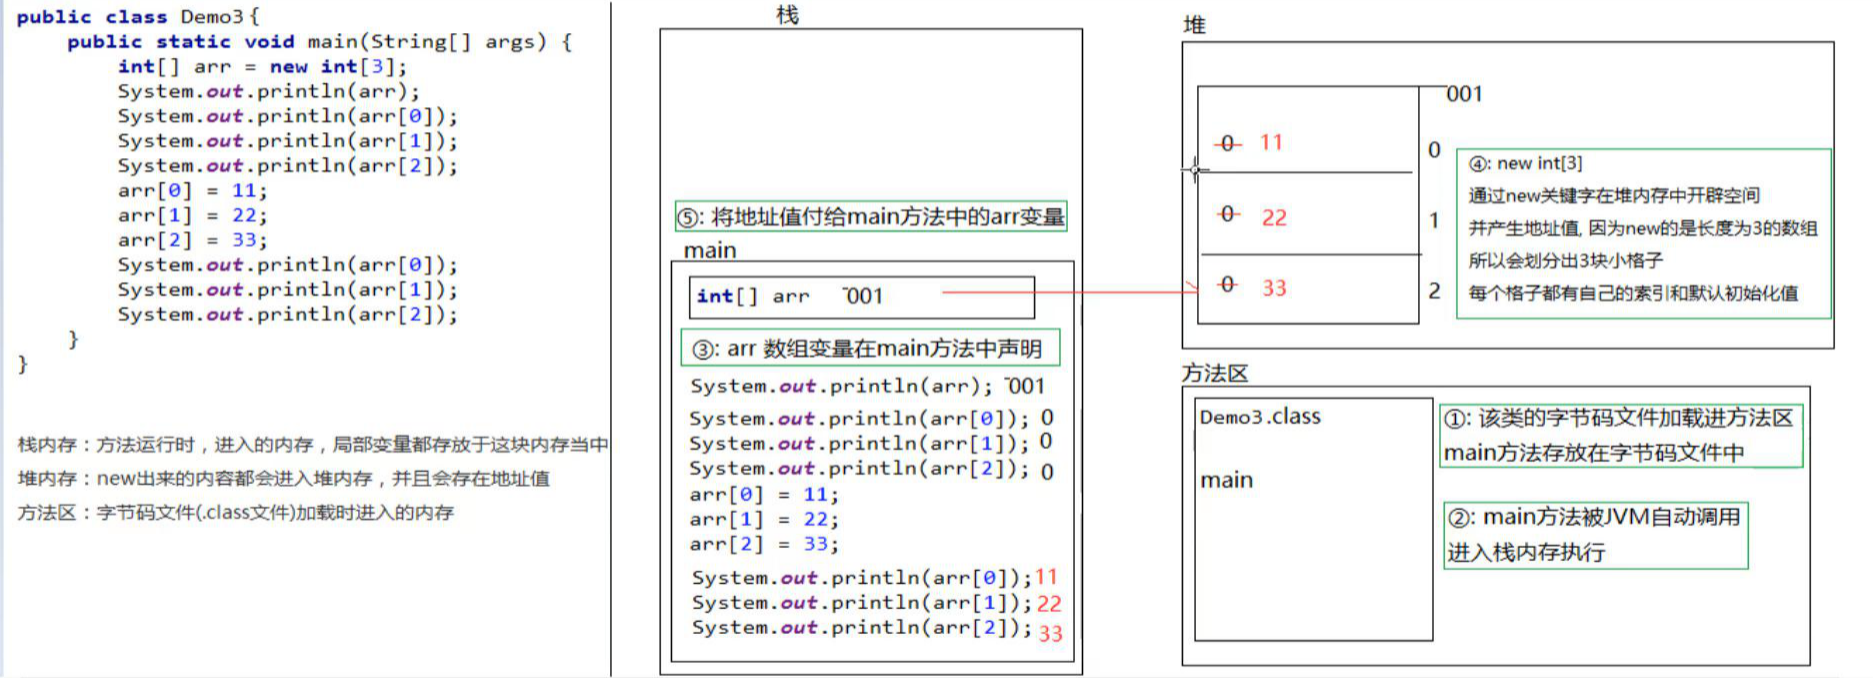 public class Demo3{
public static void main(String[] args) {
int[] arr = new int[3];
System.out.println(arr);
System.out.println(arr[0]);
System.out.println(arr[1]);
System.out.println(arr[2]);
arr[0] = 11;
arr[1] = 22;
arr[2] = 33;
System.out.println(arr[0]);
System.out.println(arr[1]);
System.out.println(arr[2]);
}
}
栈内存：方法运行时，进入的内存，局部变量都存放于这块内存当中
堆内存：new出来的内容都会进入堆内存，并且会存在地址值
方法区：字节码文件(.class文件)加载时进入的内存
栈
⑤: 将地址值付给main方法中的arr变量
main
int[] arr 001
③: arr 数组变量在main方法中声明
System.out.println(arr); 001
System.out.println(arr[0]); 0
System.out.println(arr[1]); 0
System.out.println(arr[2]); 0
arr[0] = 11;
arr[1] = 22;
arr[2] = 33;
System.out.println(arr[0]);11
System.out.println(arr[1]);22
System.out.println(arr[2]);33
堆
001
0 11 0
0 22 1
0 33 2
④: new int[3]
通过new关键字在堆内存中开辟空间
并产生地址值, 因为new的是长度为3的数组
所以会划分出3块小格子
每个格子都有自己的索引和默认初始化值
方法区
Demo3.class
main
①: 该类的字节码文件加载进方法区
main方法存放在字节码文件中
②: main方法被JVM自动调用
进入栈内存执行